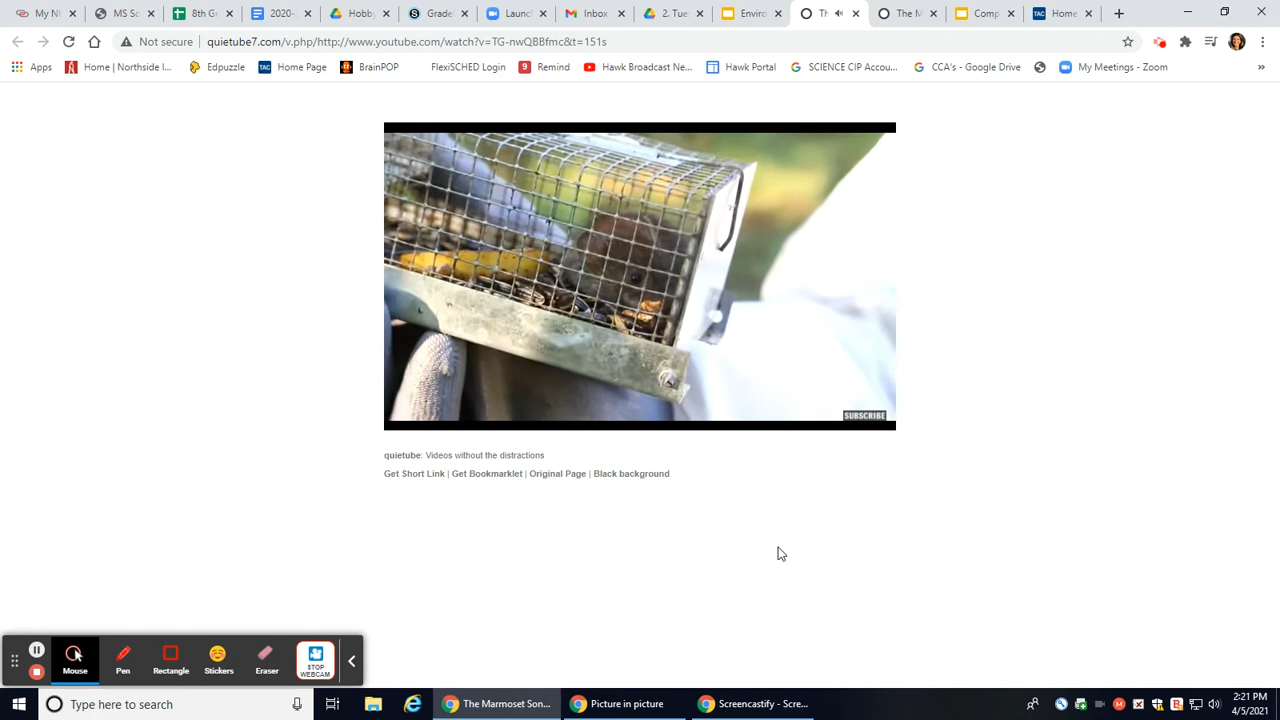 My NI
MS Sc
8th Gr
2020-
Hobby
Grade
Launc
Inbox
2. Tue
Enviro
Th
The M
Comp
Home
Not secure
quietube7.com/v.php/http://www.youtube.com/watch?v=TG-nwQBBfmc&t=151s
Apps
Home | Northside I...
Edpuzzle
TAC Home Page
BrainPOP
FlexiSCHED Login
9 Remind
Hawk Broadcast Ne...
Hawk Portal
SCIENCE CIP Accou...
CCA's - Google Drive
My Meetings - Zoom
»
SUBSCRIBE
quietube: Videos without the distractions
Get Short Link | Get Bookmarklet | Original Page | Black background
Mouse
Pen
Rectangle
Stickers
Eraser
STOP
WEBCAM
Type here to search
The Marmoset Son...
Picture in picture
Screencastify - Scre...
2:21 PM
4/5/2021